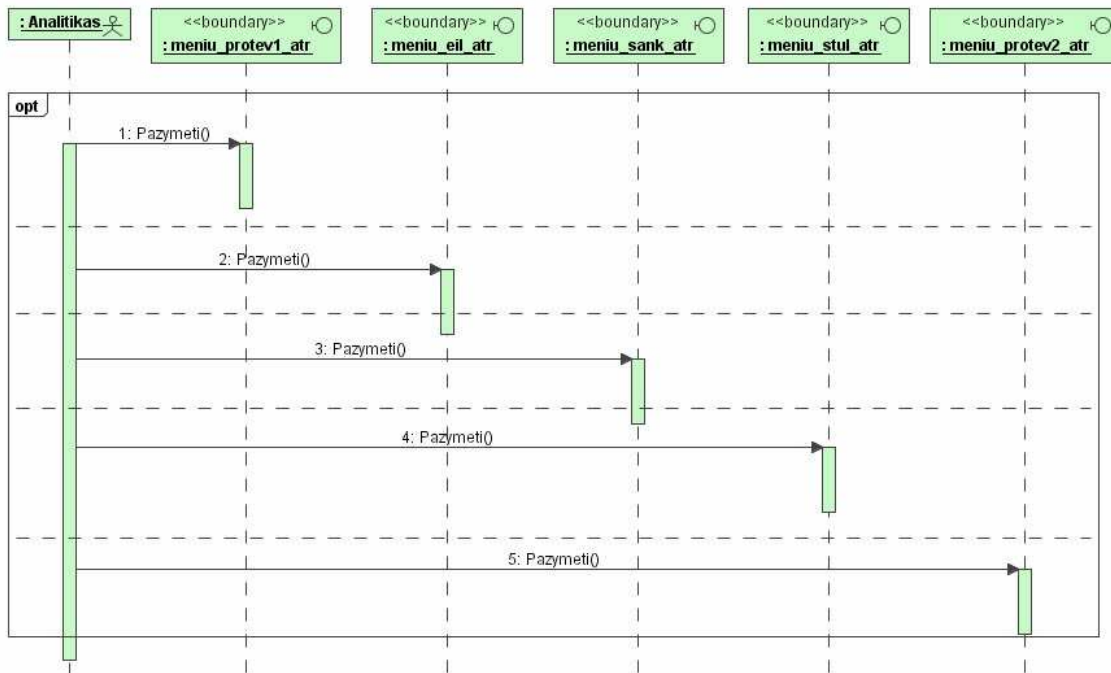 : Analitikas
<<boundary>>
: meniu_protev1_atr
<<boundary>>
: meniu_eil_atr
<<boundary>>
: meniu_sank_atr
<<boundary>>
: meniu_stul_atr
<<boundary>>
: meniu_protev2_atr
opt
1: Pazymeti()
2: Pazymeti()
3: Pazymeti()
4: Pazymeti()
5: Pazymeti()